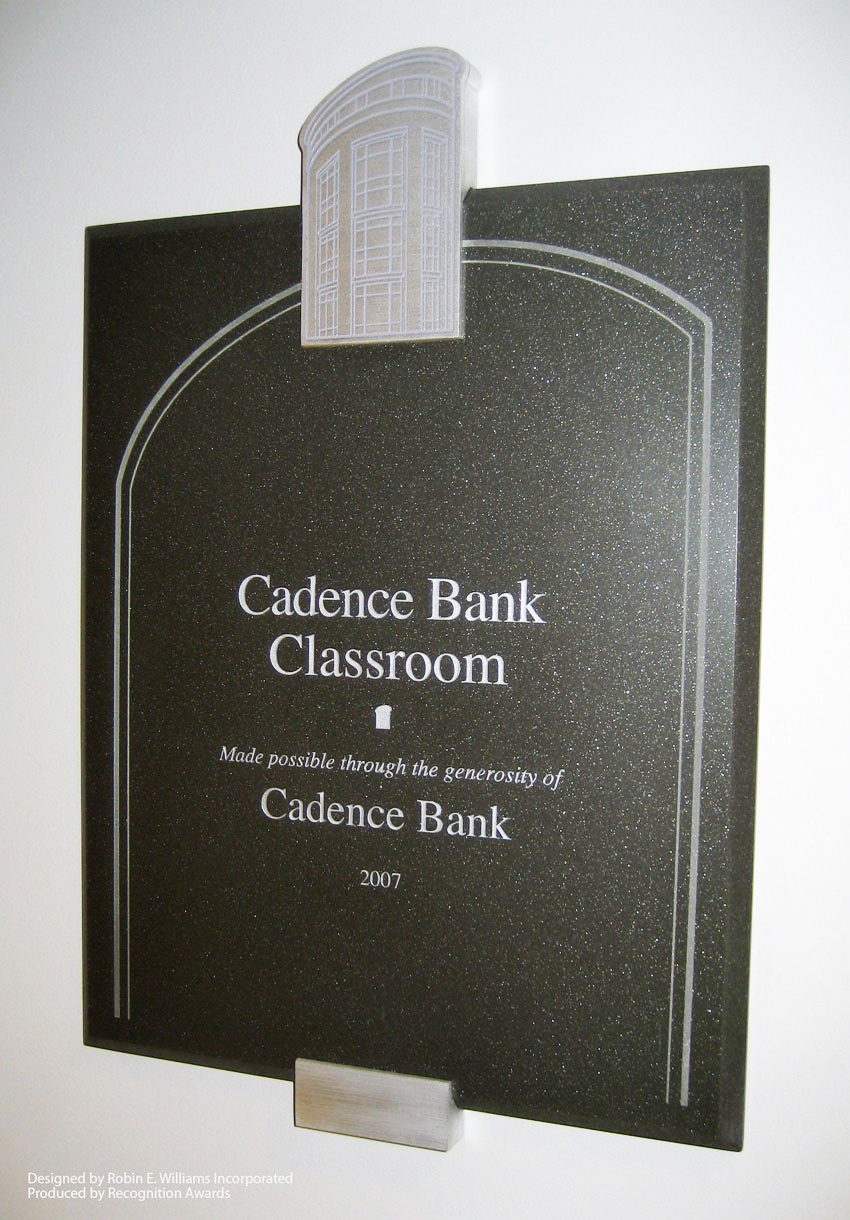 Cadence Bank
Classroom
Made possible through the generosity of
Cadence Bank
2007
Designed by Robin E. Williams Incorporated
Produced by Recognition Awards